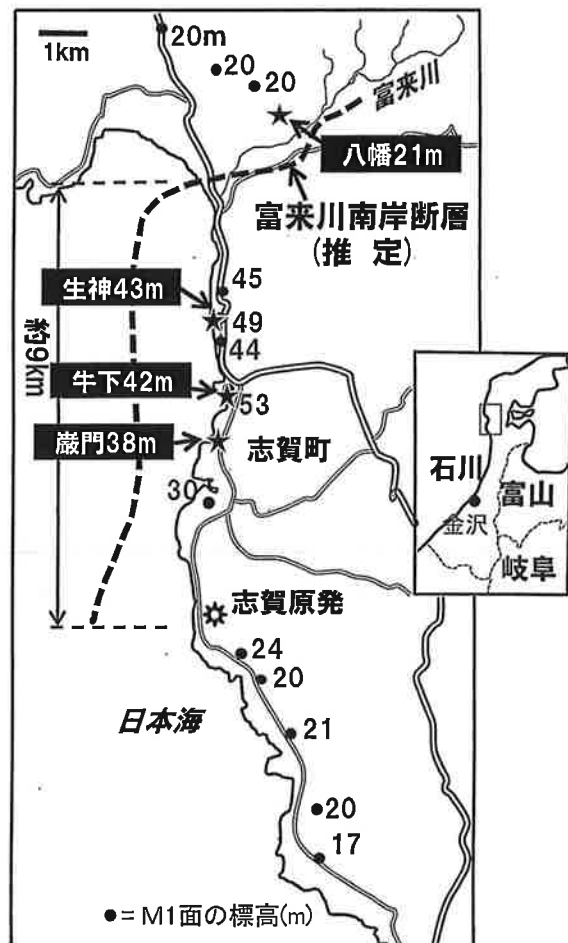 1km
20m
20
20
富来川
八幡21m
富来川南岸断層
(推 定)
約9km
45
生神43m
49
44
牛下42m
53
巌門38m
志賀町
30
石川
富山
金沢
岐阜
志賀原発
24
20
日本海
21
20
17
●=M1面の標高(m)